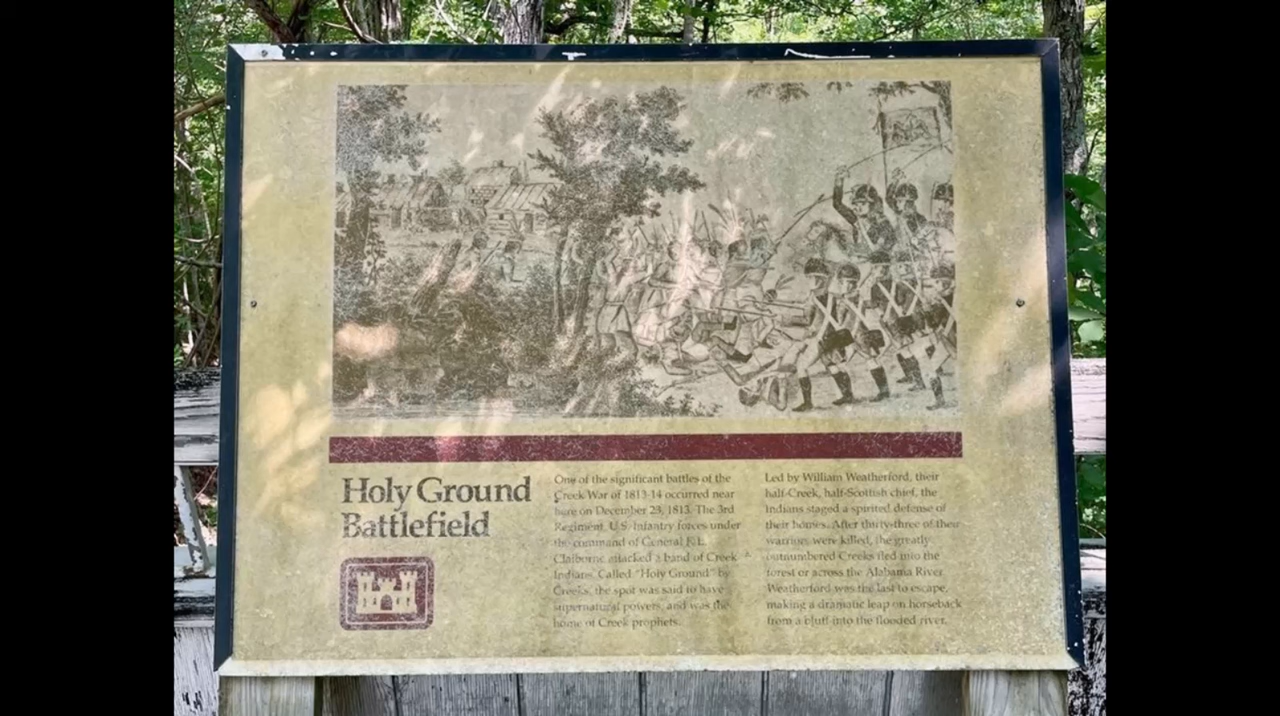 Holy Ground
Battlefield
One of the significant battles of the
Creek War of 1813-14 occurred near
here on December 23, 1813. The 3rd
Regiment, U.S. Infantry forces under
the command of General F. L.
Claiborne attacked a band of Creek
Indians. Called "Holy Ground" by
Creeks, the spot was said to have
supernatural powers, and was the
home of Creek prophets.
Led by William Weatherford, their
half-Creek, half-Scottish chief, the
Indians staged a spirited defense of
their homes. After thirty-three of their
warriors were killed, the greatly
outnumbered Creeks fled into the
forest or across the Alabama River.
Weatherford was the last to escape,
making a dramatic leap on horseback
from a bluff into the flooded river.